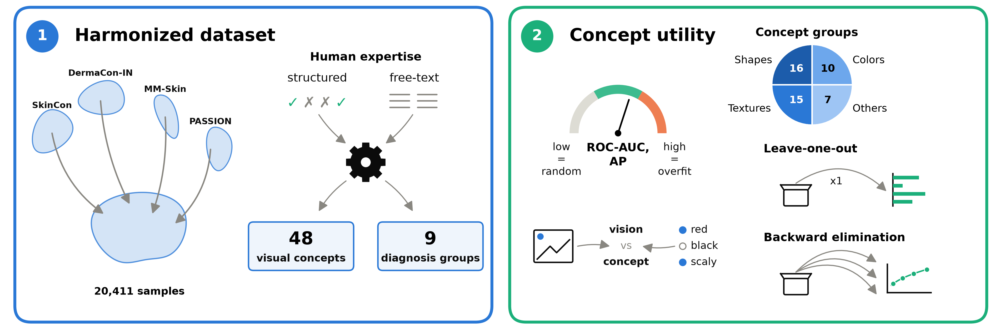 1
Harmonized dataset
DermaCon-IN
MM-Skin
SkinCon
PASSION
20,411 samples
Human expertise
structured
free-text
✓ ✗ ✗ ✓
48
visual concepts
9
diagnosis groups
2
Concept utility
low
=
random
ROC-AUC,
AP
high
=
overfit
vision
vs
concept
red
black
scaly
Concept groups
Shapes
16
10
Colors
Textures
15
7
Others
Leave-one-out
x1
Backward elimination